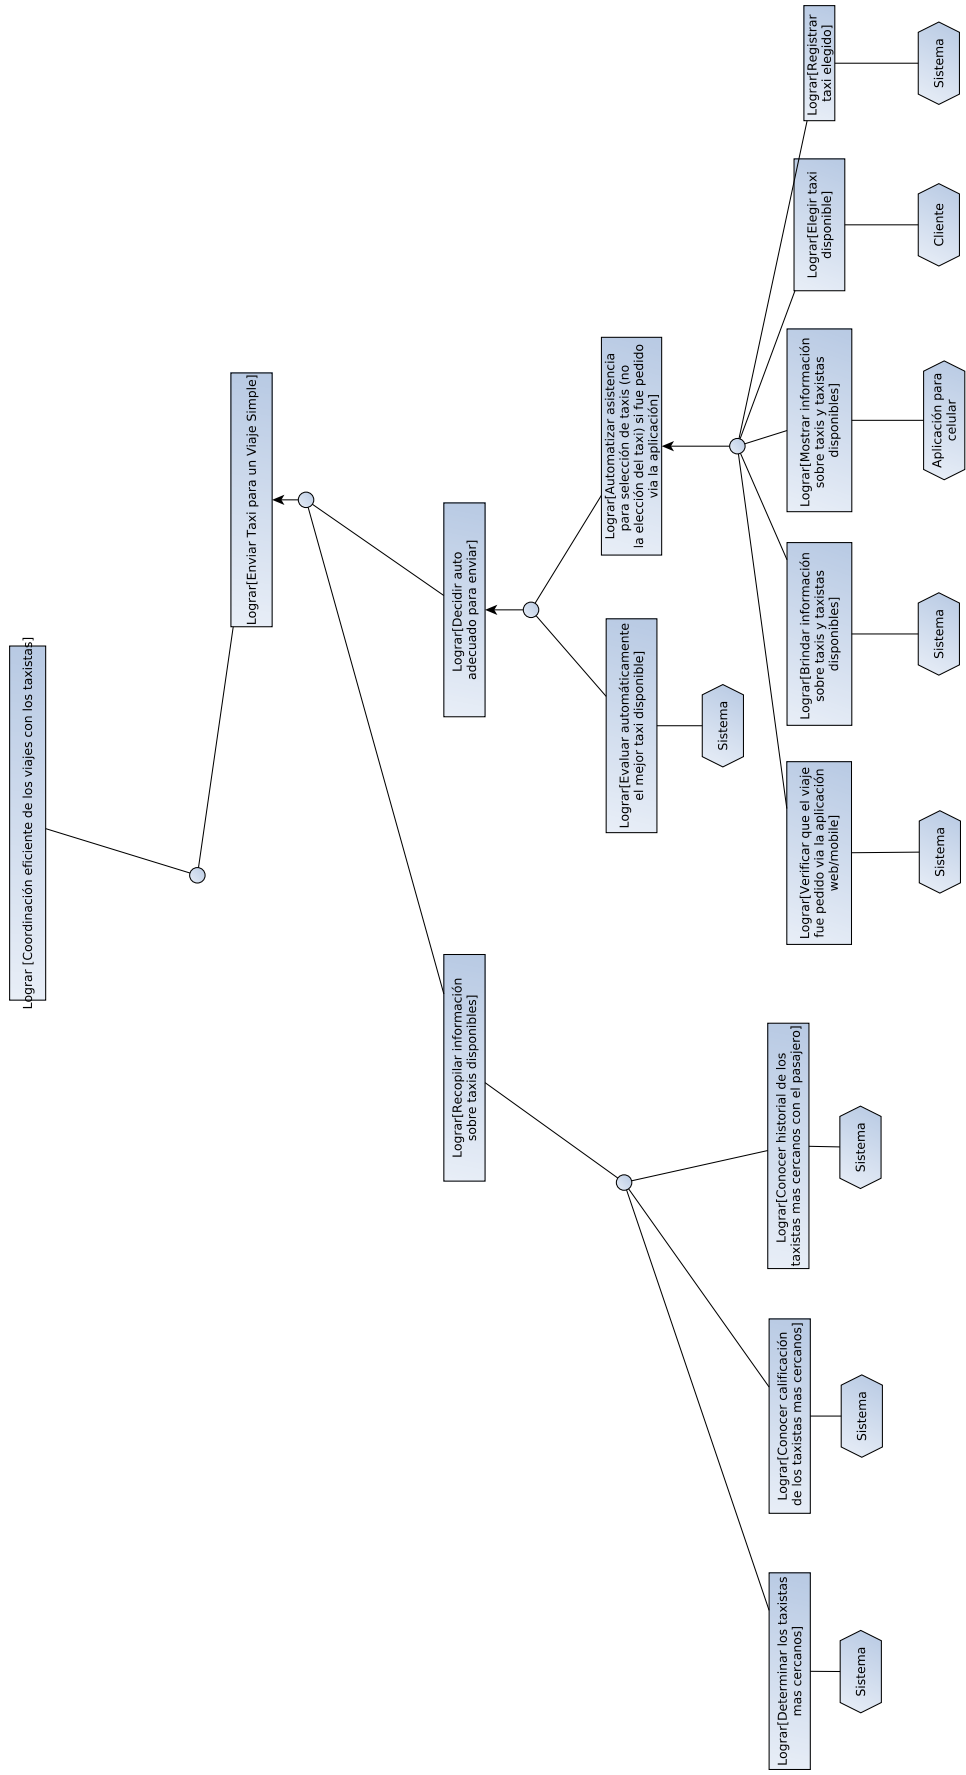 Lograr [Coordinación eficiente de los viajes con los taxistas]
Lograr[Enviar Taxi para un Viaje Simple]
Lograr[Recopilar información
sobre taxis disponibles]
Lograr[Decidir auto
adecuado para enviar]
Lograr[Evaluar automáticamente
el mejor taxi disponible]
Sistema
Lograr[Automatizar asistencia
para selección de taxis (no
la elección del taxi) si fue pedido
via la aplicación]
Lograr[Determinar los taxistas
mas cercanos]
Sistema
Lograr[Conocer calificación
de los taxistas mas cercanos]
Sistema
Lograr[Conocer historial de los
taxistas mas cercanos con el pasajero]
Sistema
Lograr[Verificar que el viaje
fue pedido via la aplicación
web/mobile]
Sistema
Lograr[Brindar información
sobre taxis y taxistas
disponibles]
Sistema
Lograr[Mostrar información
sobre taxis y taxistas
disponibles]
Aplicación para
celular
Lograr[Elegir taxi
disponible]
Cliente
Lograr[Registrar
taxi elegido]
Sistema